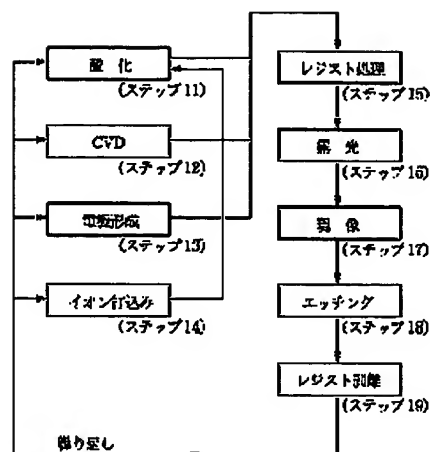 酸化
(ステップ11)
CVD
(ステップ12)
電極形成
(ステップ13)
イオン打込み
(ステップ14)
レジスト処理
(ステップ15)
露光
(ステップ16)
現像
(ステップ17)
エッチング
(ステップ18)
レジスト剥離
(ステップ19)
繰り返し